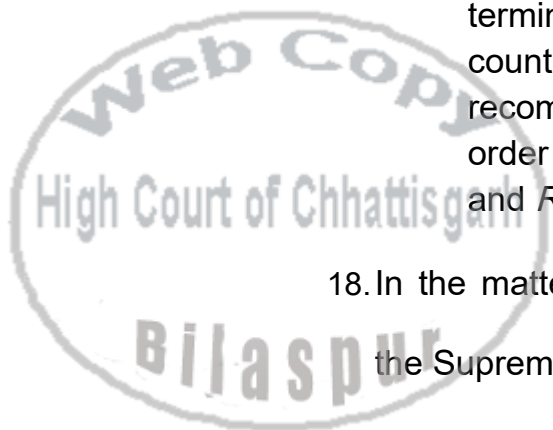 termin
count
recom
order
and R
18. In the matte
the Suprem
Web Copy
High Court of Chhattisgarh
Bilaspur